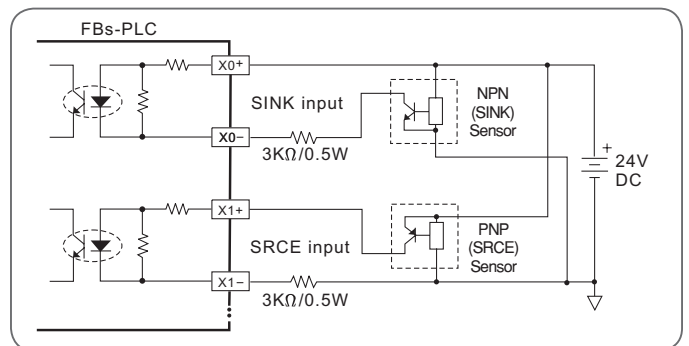 FBs-PLC
X0+
SINK input
NPN
(SINK)
Sensor
X0−
3KΩ/0.5W
+
24V
DC
X1+
SRCE input
PNP
(SRCE)
Sensor
X1−
3KΩ/0.5W